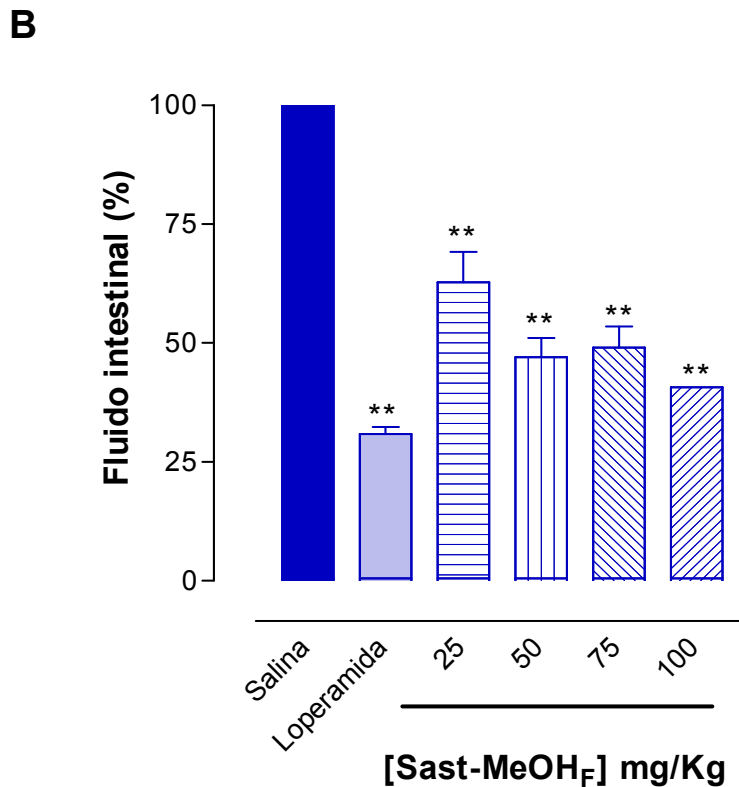 B
Fluido intestinal (%)
100
75
50
25
0
**
**
**
**
**
Salina
Loperamida
25
50
75
100
[Sast-MeOHF] mg/Kg